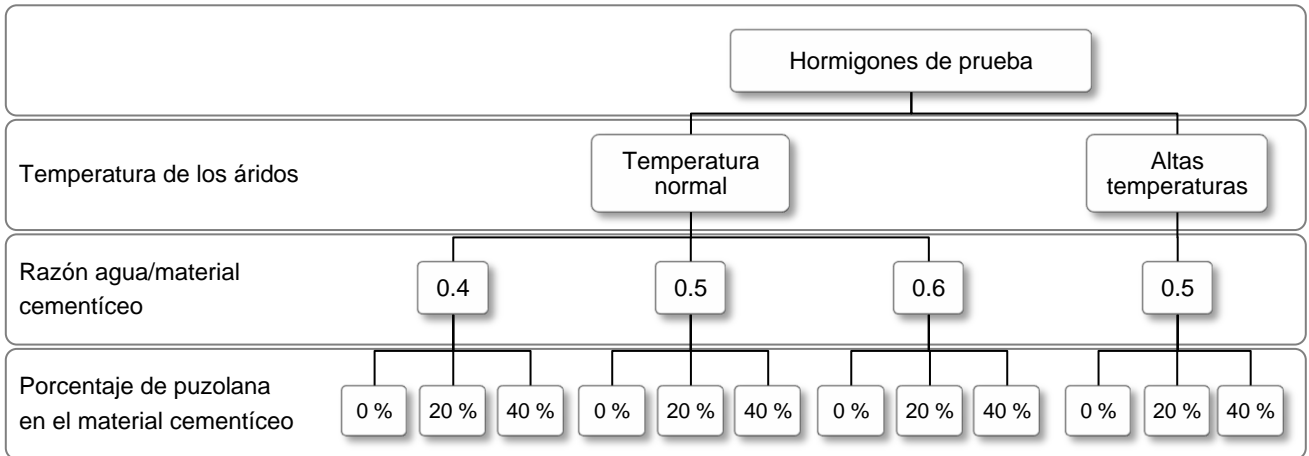 Hormigones de prueba
Temperatura de los áridos
Temperatura
normal
Altas
temperaturas
Razón agua/material
cementíceo
0.4
0.5
0.6
0.5
Porcentaje de puzolana
en el material cementíceo
0 %
20 %
40 %
0 %
20 %
40 %
0 %
20 %
40 %
0 %
20 %
40 %